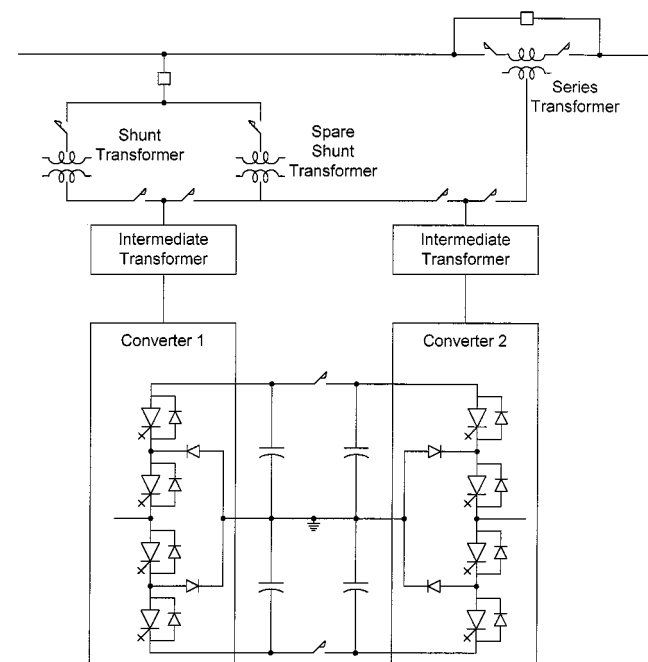 Series
Transformer
Shunt
Transformer
Spare
Shunt
Transformer
Intermediate
Transformer
Intermediate
Transformer
Converter 1
Converter 2